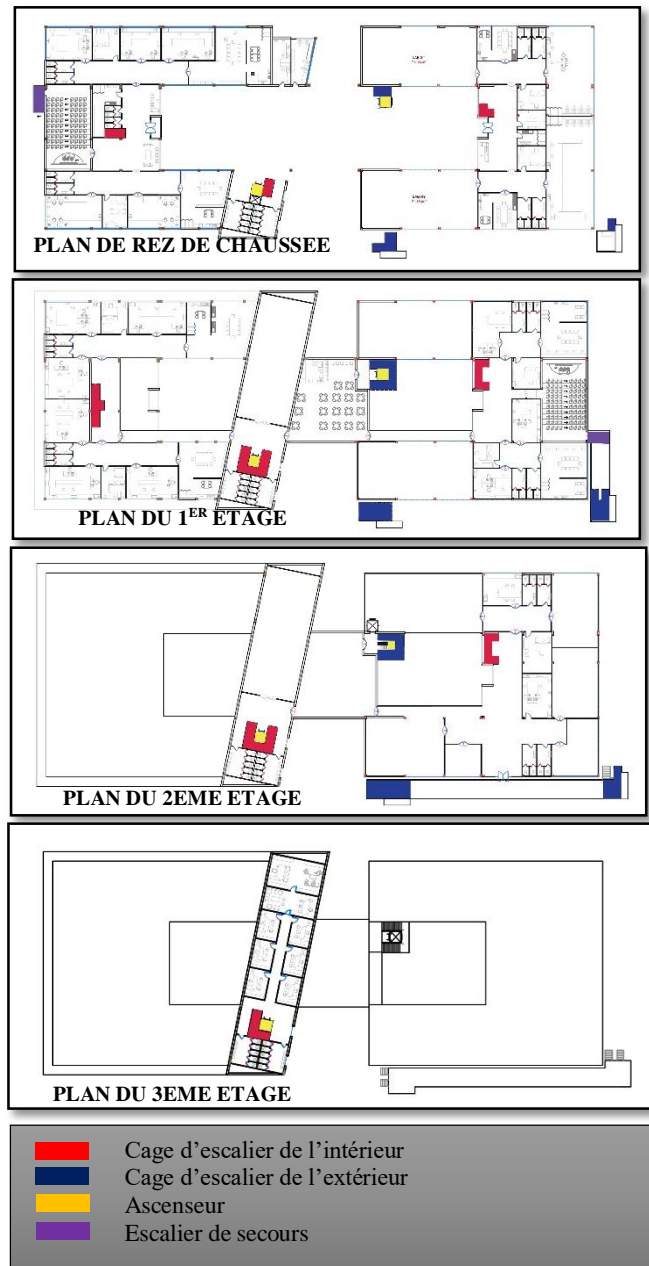 PLAN DE REZ DE CHAUSSEE
PLAN DU 1ER ETAGE
PLAN DU 2EME ETAGE
PLAN DU 3EME ETAGE
Cage d'escalier de l'intérieur
Cage d'escalier de l'extérieur
Ascenseur
Escalier de secours